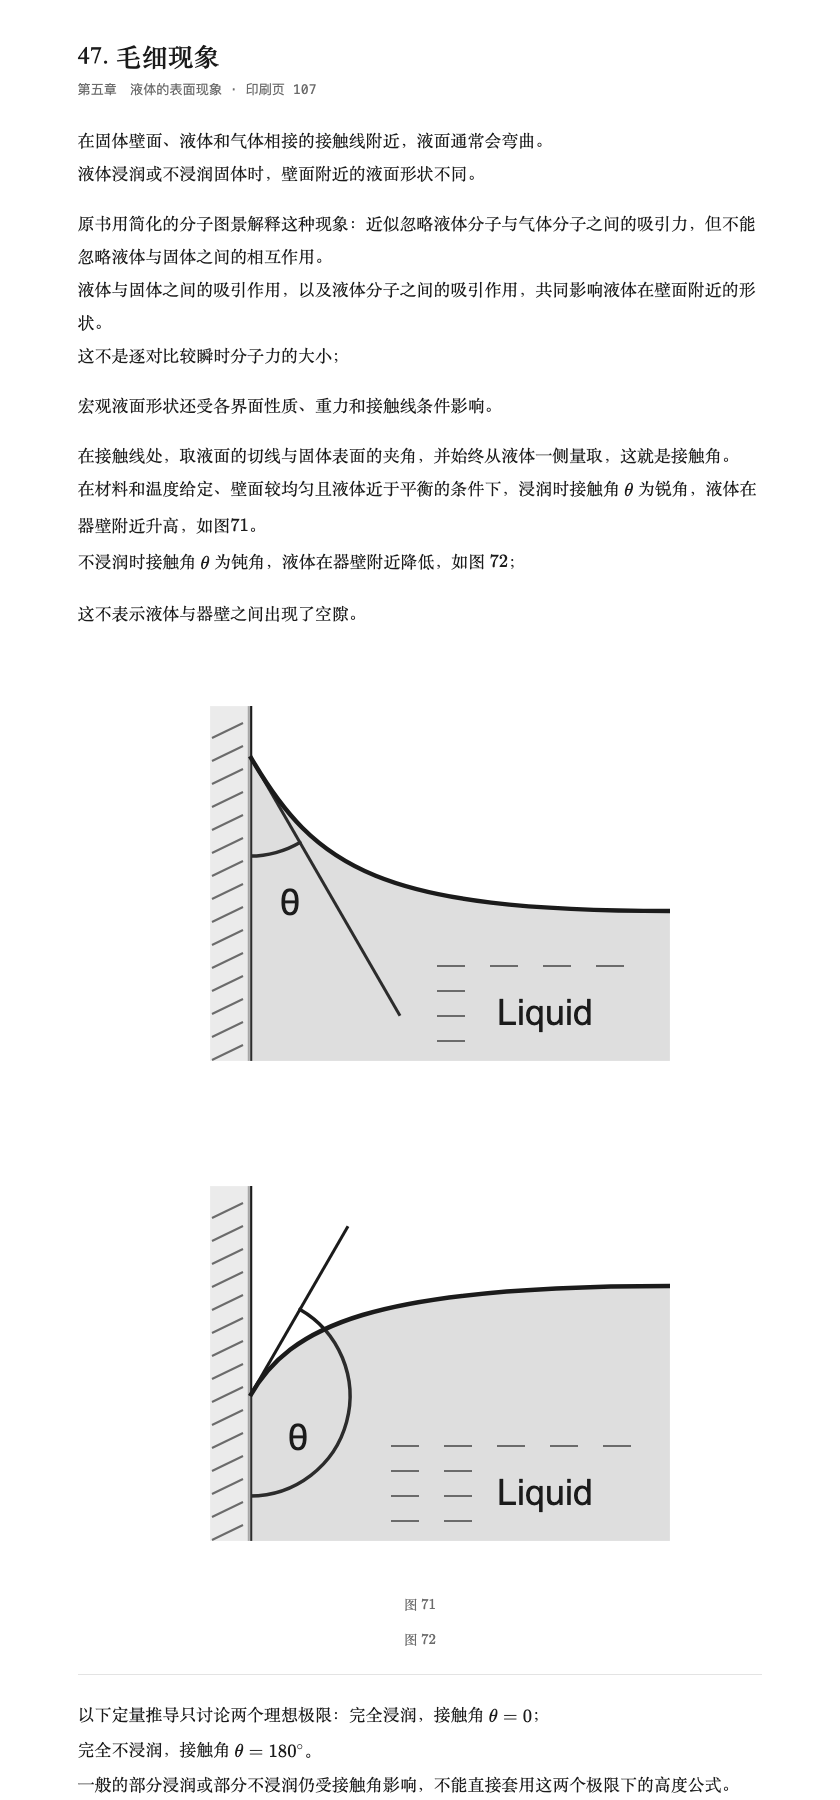 47. 毛细现象
第五章　液体的表面现象 · 印刷页 107
在固体壁面、液体和气体相接的接触线附近，液面通常会弯曲。
液体浸润或不浸润固体时，壁面附近的液面形状不同。
原书用简化的分子图景解释这种现象：近似忽略液体分子与气体分子之间的吸引力，但不能
忽略液体与固体之间的相互作用。
液体与固体之间的吸引作用，以及液体分子之间的吸引作用，共同影响液体在壁面附近的形
状。
这不是逐对比较瞬时分子力的大小；
宏观液面形状还受各界面性质、重力和接触线条件影响。
在接触线处，取液面的切线与固体表面的夹角，并始终从液体一侧量取，这就是接触角。
在材料和温度给定、壁面较均匀且液体近于平衡的条件下，浸润时接触角 θ 为锐角，液体在
器壁附近升高，如图71。
不浸润时接触角 θ 为钝角，液体在器壁附近降低，如图 72；
这不表示液体与器壁之间出现了空隙。
θ
Liquid
θ
Liquid
图 71
图 72
以下定量推导只讨论两个理想极限：完全浸润，接触角 θ = 0；
完全不浸润，接触角 θ = 180°。
一般的部分浸润或部分不浸润仍受接触角影响，不能直接套用这两个极限下的高度公式。